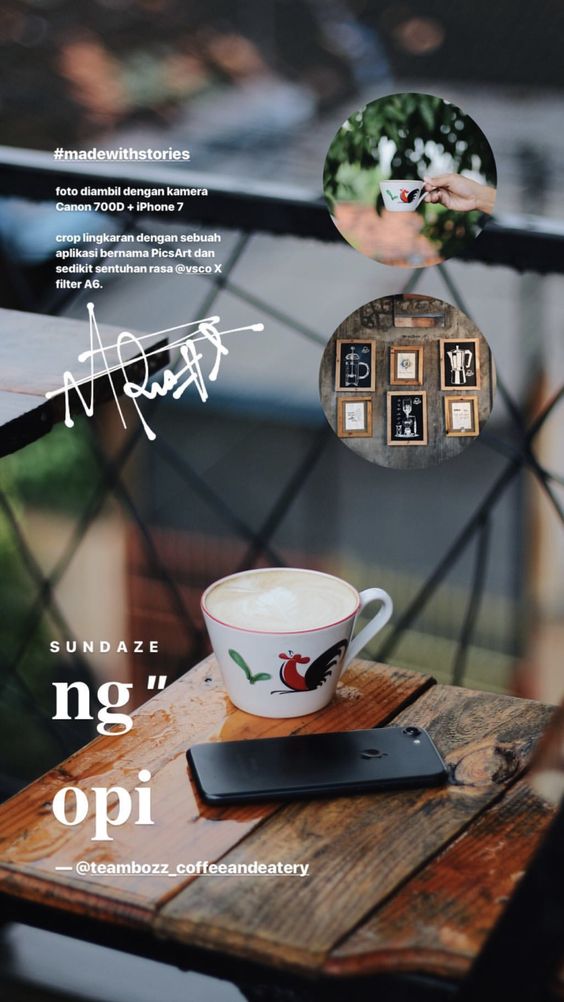 #madewithstories
foto diambil dengan kamera
Canon 700D + iPhone 7
crop lingkaran dengan sebuah
aplikasi bernama PicsArt dan
sedikit sentuhan rasa @vsco X
filter A6.
SUNDAZE
ng"
opi
— @teambozz_coffeeandeatery